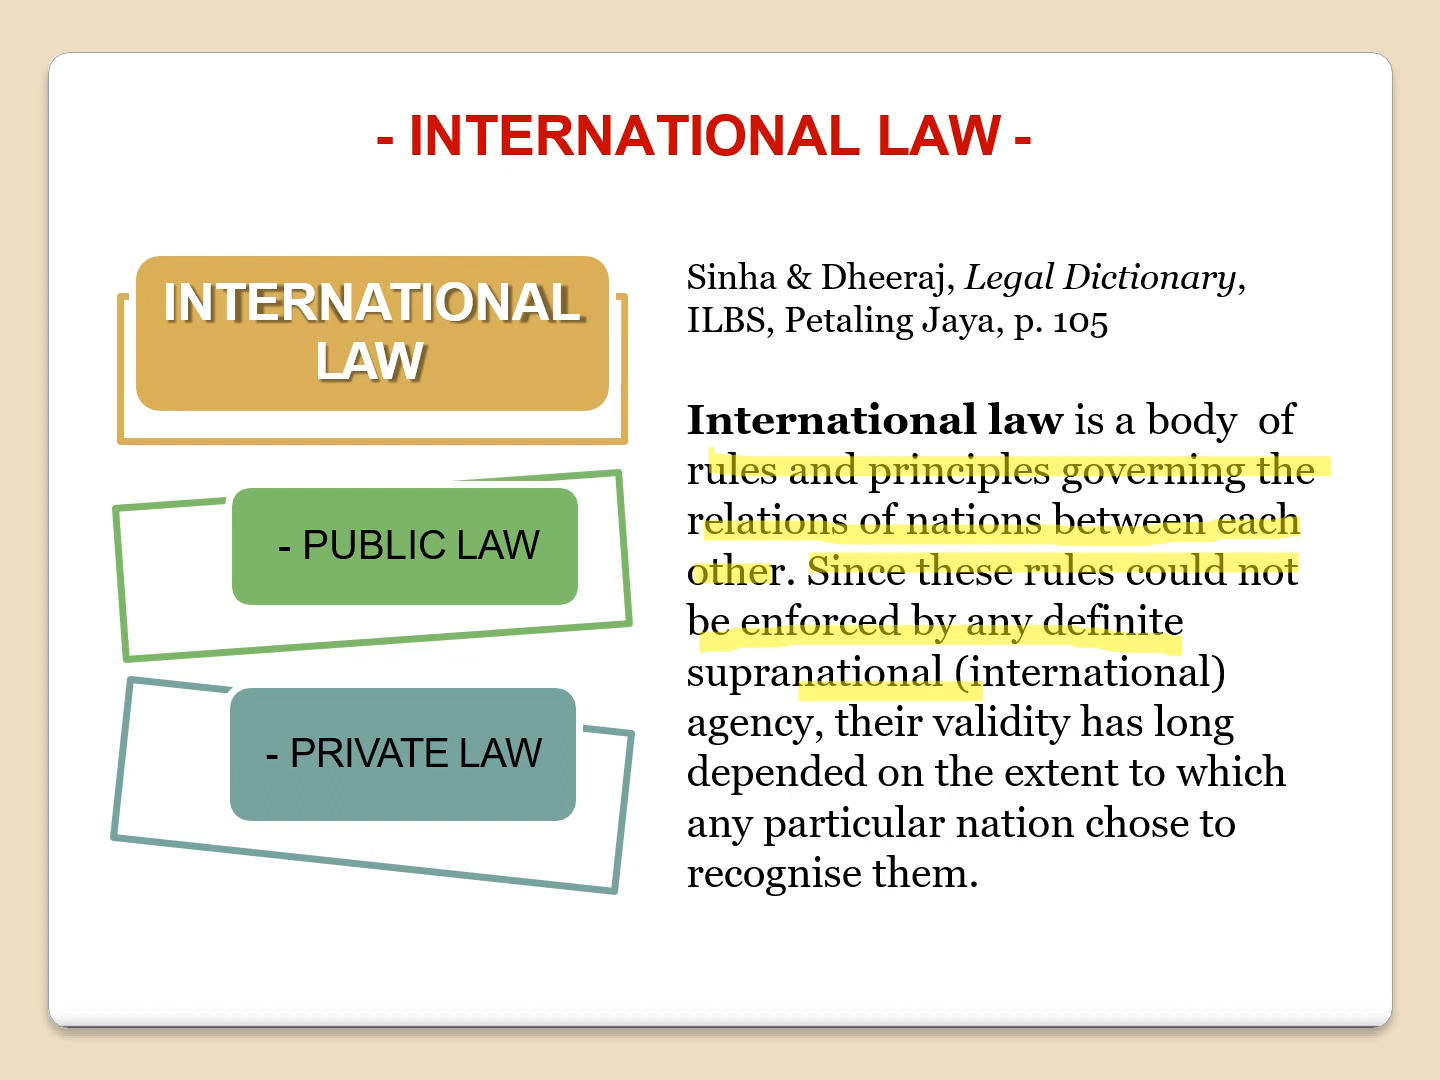 - INTERNATIONAL LAW -
INTERNATIONAL
LAW
- PUBLIC LAW
- PRIVATE LAW
Sinha & Dheeraj, Legal Dictionary,
ILBS, Petaling Jaya, p. 105
International law is a body of
rules and principles governing the
relations of nations between each
other. Since these rules could not
be enforced by any definite
supranational (international)
agency, their validity has long
depended on the extent to which
any particular nation chose to
recognise them.